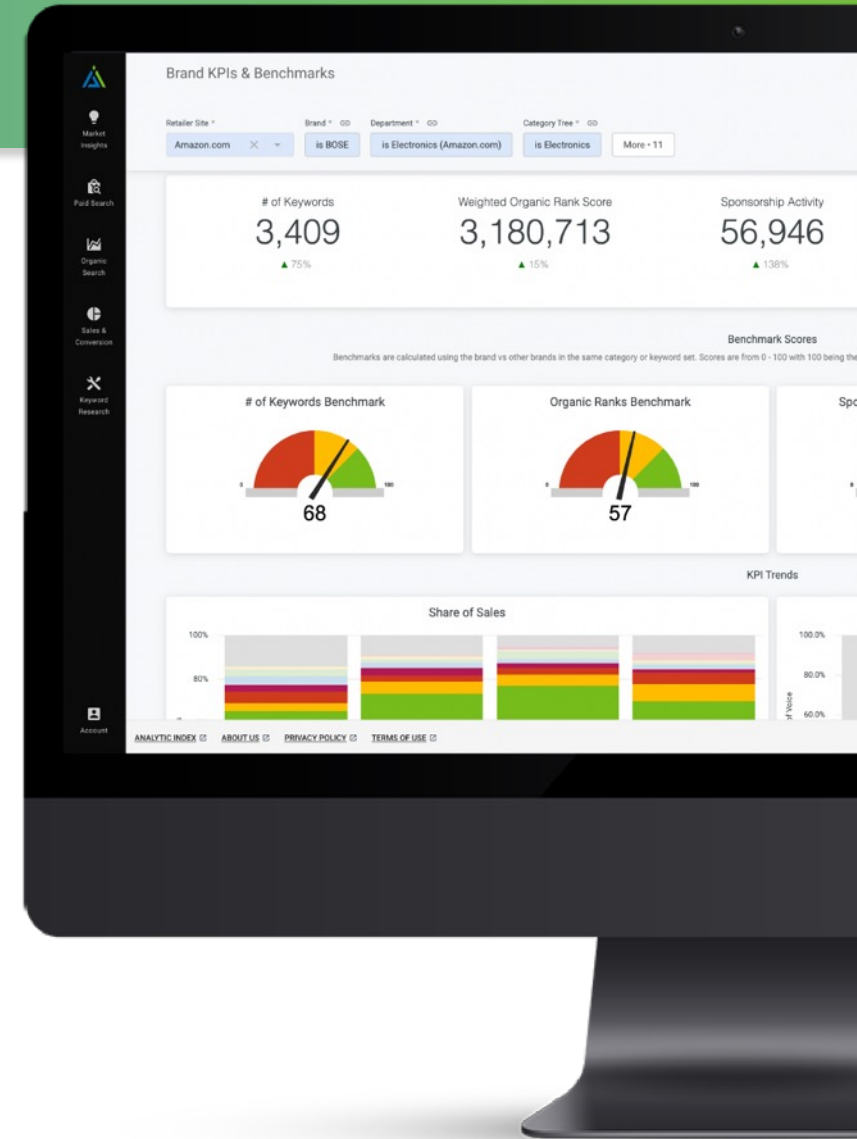 Brand KPIs & Benchmarks
Retailer Site * Brand * Department * Category Tree *
Amazon.com is BOSE is Electronics (Amazon.com) is Electronics More • 11
Market
Insights
Paid Search
Organic
Search
Sales &
Conversion
Keyword
Research
Account
# of Keywords Weighted Organic Rank Score Sponsorship Activity
3,409 3,180,713 56,946
▲ 75% ▲ 15% ▲ 138%
Benchmark Scores
Benchmarks are calculated using the brand vs other brands in the same category or keyword set. Scores are from 0 - 100 with 100 being the
# of Keywords Benchmark Organic Ranks Benchmark Spo
0 100 0 100 0
68 57
KPI Trends
Share of Sales
100% 100.0%
80% 80.0%
60.0%
of Voice
ANALYTIC INDEX ABOUT US PRIVACY POLICY TERMS OF USE